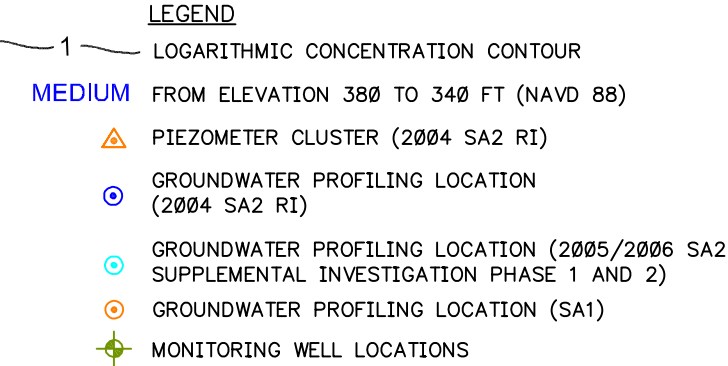 LEGEND
1 LOGARITHMIC CONCENTRATION CONTOUR
MEDIUM FROM ELEVATION 380 TO 340 FT (NAVD 88)
PIEZOMETER CLUSTER (2004 SA2 RI)
GROUNDWATER PROFILING LOCATION
(2004 SA2 RI)
GROUNDWATER PROFILING LOCATION (2005/2006 SA2
SUPPLEMENTAL INVESTIGATION PHASE 1 AND 2)
GROUNDWATER PROFILING LOCATION (SA1)
MONITORING WELL LOCATIONS